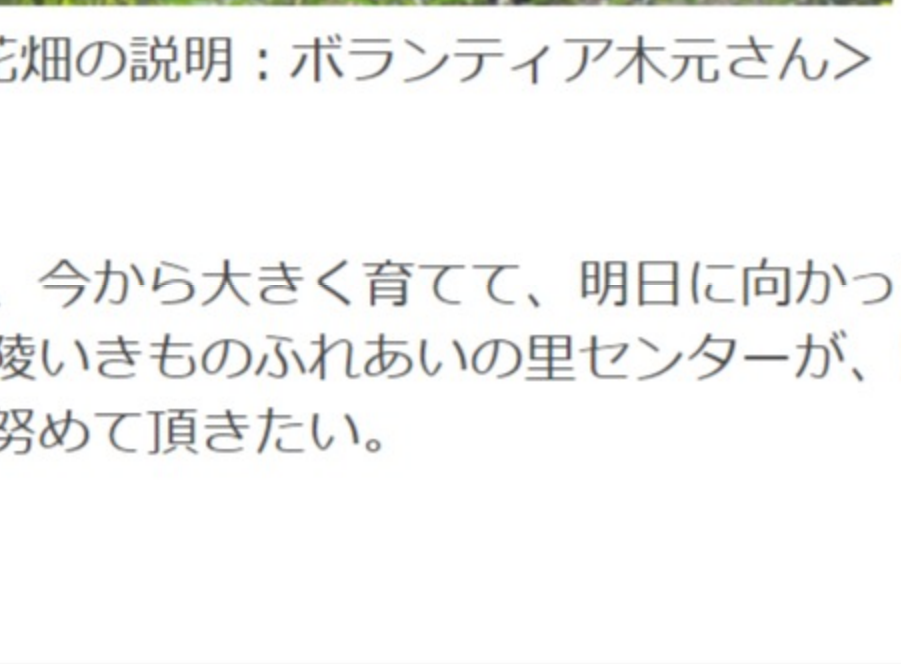 花畑の説明：ボランティア木元さん＞
、今から大きく育てて、明日に向かっ
陵いきものふれあいの里センターが、
努めて頂きたい。